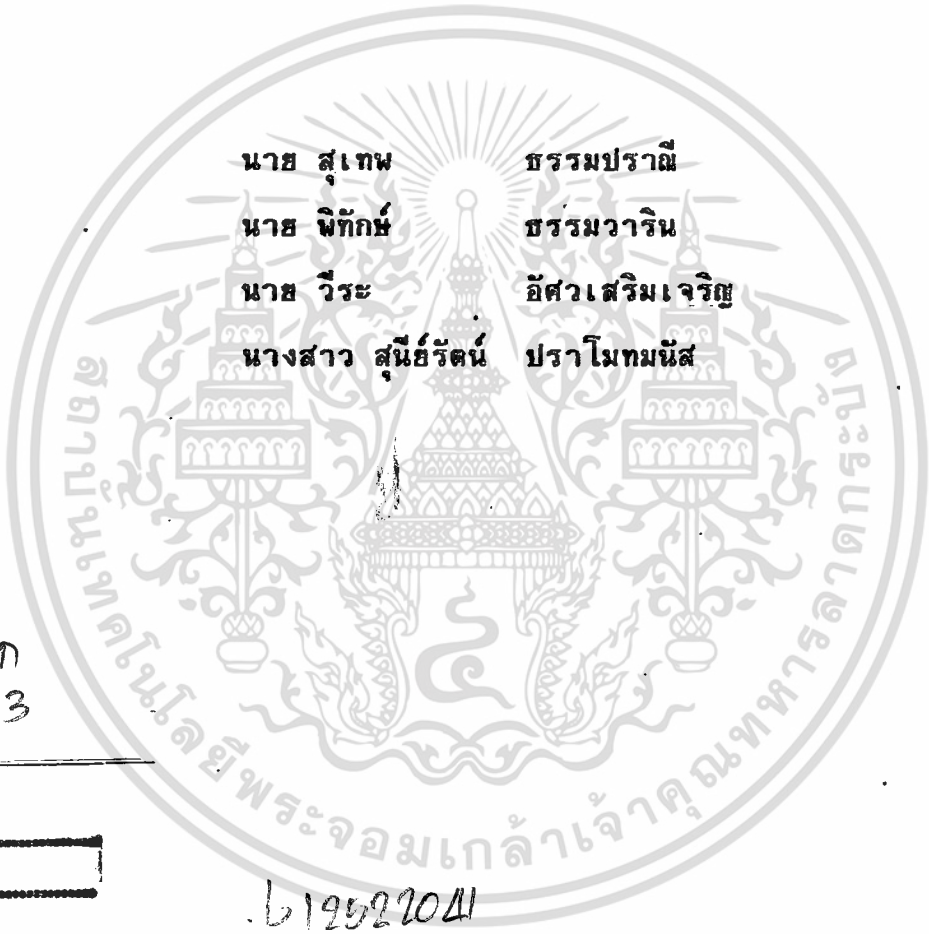 นาย สุเทพ ธรรมปราณี
นาย พิทักษ์ ธรรมวาริน
นาย วีระ อัศวเสริมเจริญ
นางสาว สุนีย์รัตน์ ปราโมทมนัส
สถาบันเทคโนโลยีพระจอมเกล้าเจ้าคุณทหารลาดกระบัง
ก
3
.b12522041